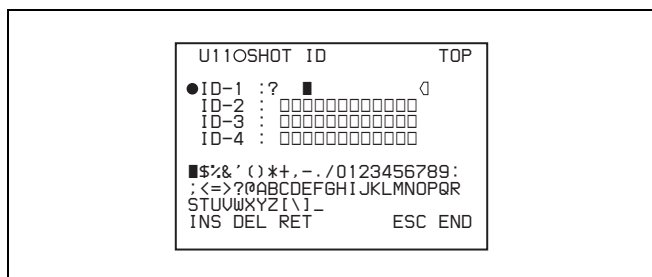 U11○SHOT ID TOP
●ID-1 :? ■ ◁
ID-2 : □□□□□□□□□□□□
ID-3 : □□□□□□□□□□□□
ID-4 : □□□□□□□□□□□□
■$%&'()*+,-./0123456789:
;<=>?@ABCDEFGHIJKLMNOPQR
STUVWXYZ[\]_
INS DEL RET ESC END